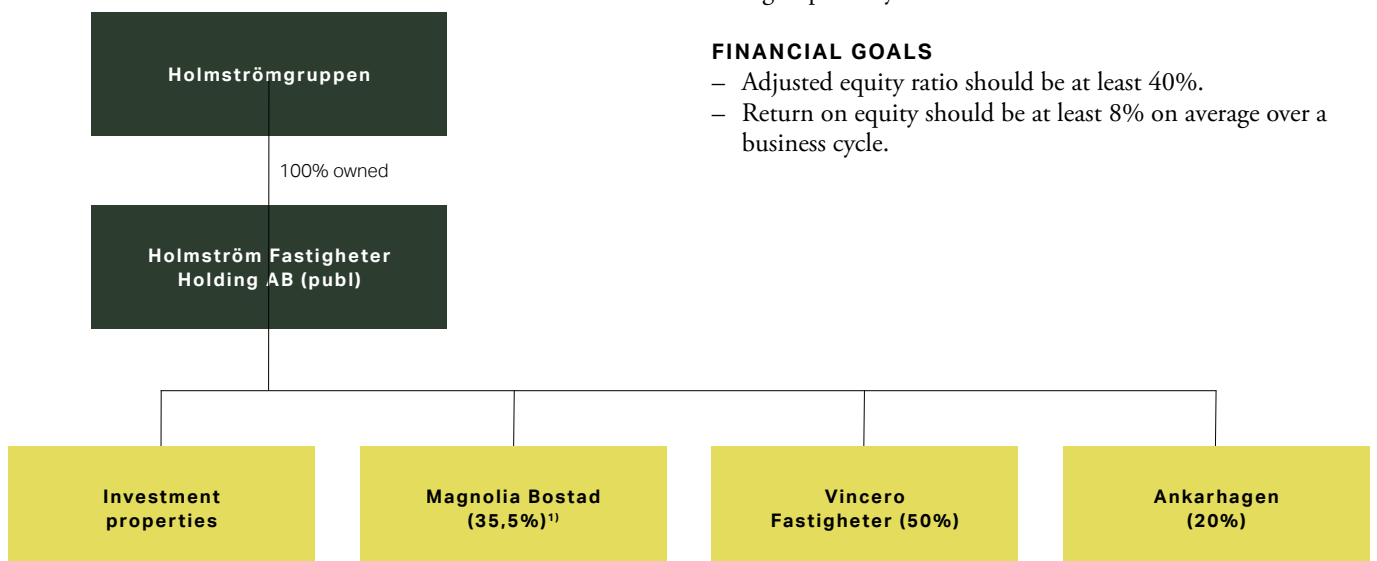 Holmströmgruppen
100% owned
Holmström Fastigheter
Holding AB (publ)
Investment
properties
Magnolia Bostad
(35,5%)¹⁾
Vincero
Fastigheter (50%)
Ankarhagen
(20%)
FINANCIAL GOALS
– Adjusted equity ratio should be at least 40%.
– Return on equity should be at least 8% on average over a
business cycle.